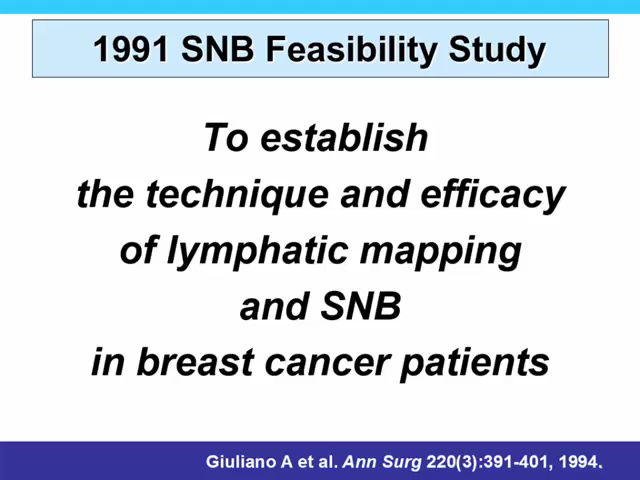 1991 SNB Feasibility Study
To establish
the technique and efficacy
of lymphatic mapping
and SNB
in breast cancer patients
Giuliano A et al. Ann Surg 220(3):391-401, 1994.